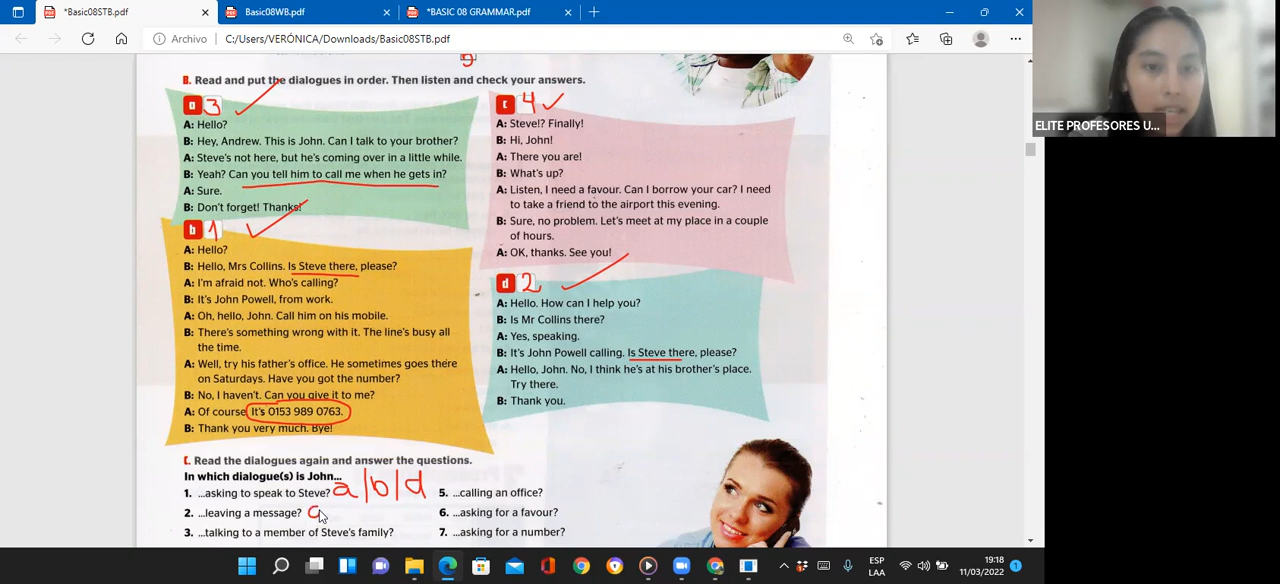 *Basic08STB.pdf
Basic08WB.pdf
*BASIC 08 GRAMMAR.pdf
Archivo
C:/Users/VERÓNICA/Downloads/Basic08STB.pdf
B. Read and put the dialogues in order. Then listen and check your answers.
a 3
A: Hello?
B: Hey, Andrew. This is John. Can I talk to your brother?
A: Steve's not here, but he's coming over in a little while.
B: Yeah? Can you tell him to call me when he gets in?
A: Sure.
B: Don't forget! Thanks!
b 1
A: Hello?
B: Hello, Mrs Collins. Is Steve there, please?
A: I'm afraid not. Who's calling?
B: It's John Powell, from work.
A: Oh, hello, John. Call him on his mobile.
B: There's something wrong with it. The line's busy all
the time.
A: Well, try his father's office. He sometimes goes there
on Saturdays. Have you got the number?
B: No, I haven't. Can you give it to me?
A: Of course It's 0153 989 0763.
B: Thank you very much. Bye!
c 4
A: Steve!? Finally!
B: Hi, John!
A: There you are!
B: What's up?
A: Listen, I need a favour. Can I borrow your car? I need
to take a friend to the airport this evening.
B: Sure, no problem. Let's meet at my place in a couple
of hours.
A: OK, thanks. See you!
d 2
A: Hello. How can I help you?
B: Is Mr Collins there?
A: Yes, speaking.
B: It's John Powell calling. Is Steve there, please?
A: Hello, John. No, I think he's at his brother's place.
Try there.
B: Thank you.
C. Read the dialogues again and answer the questions.
In which dialogue(s) is John...
1. ...asking to speak to Steve? a/b/d
2. ...leaving a message?
3. ...talking to a member of Steve's family?
5. ...calling an office?
6. ...asking for a favour?
7. ...asking for a number?
ELITE PROFESORES U...
ESP
LAA
19:18
11/03/2022